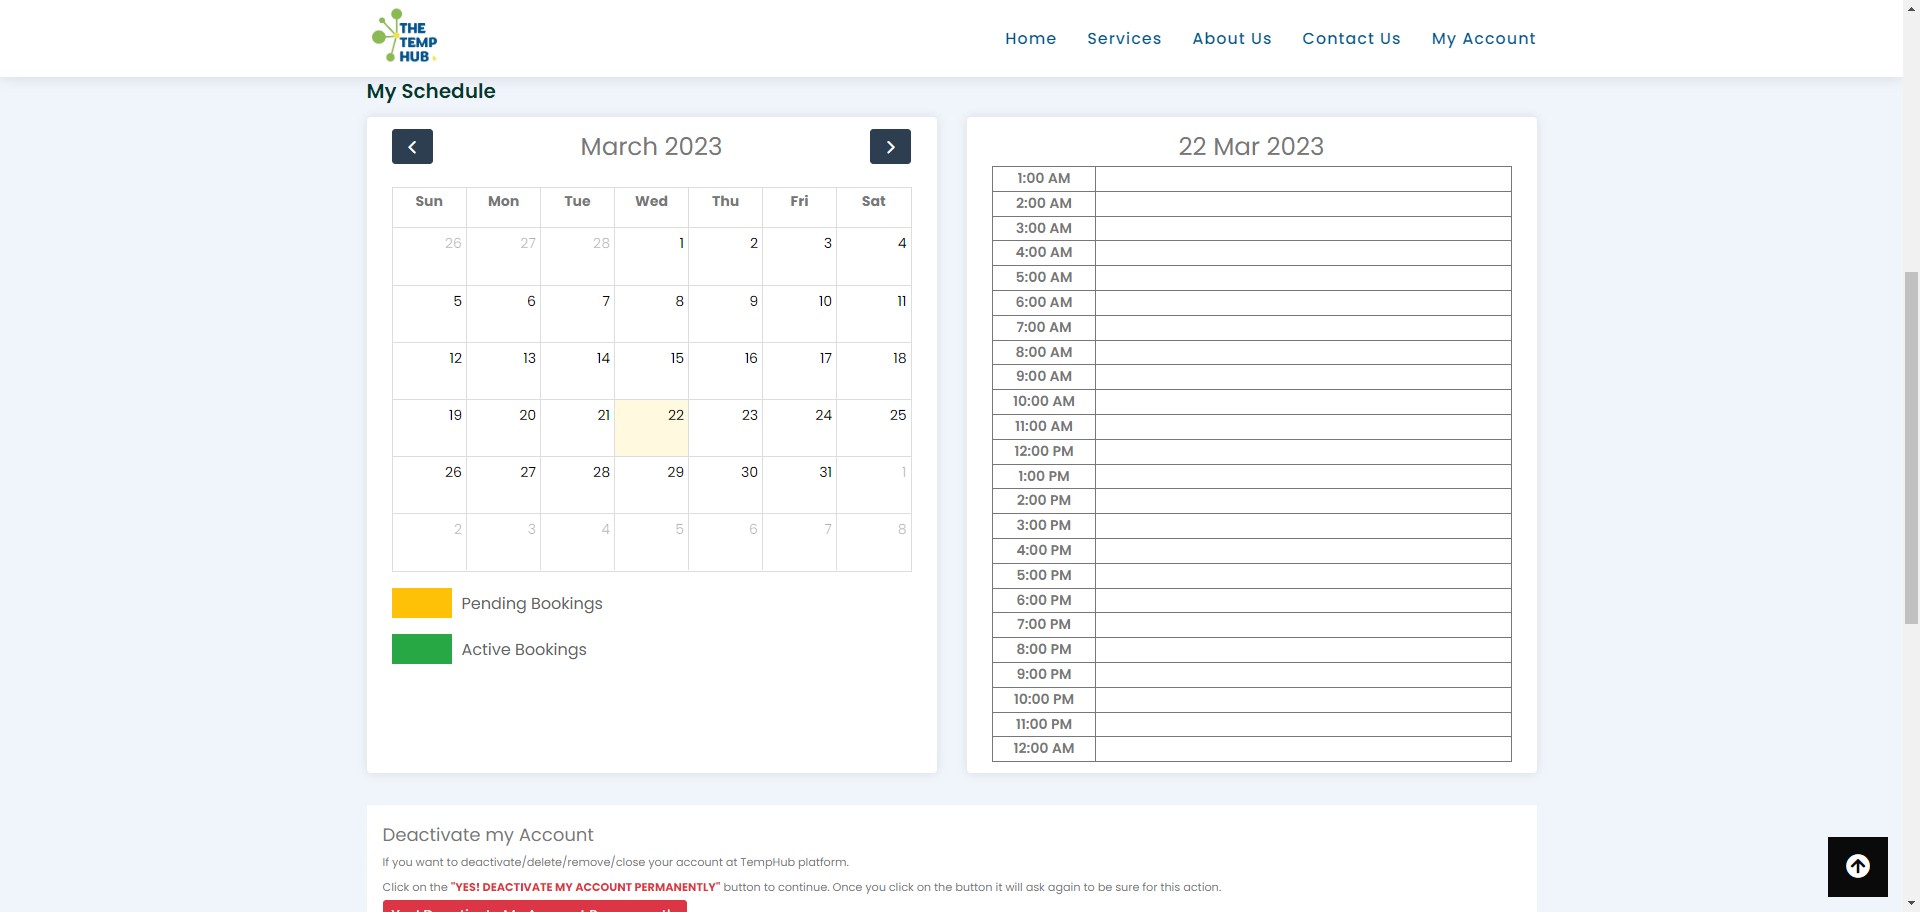 THE
TEMP
HUB
Home Services About Us Contact Us My Account
My Schedule
March 2023
Sun Mon Tue Wed Thu Fri Sat
26 27 28 1 2 3 4
5 6 7 8 9 10 11
12 13 14 15 16 17 18
19 20 21 22 23 24 25
26 27 28 29 30 31 1
2 3 4 5 6 7 8
Pending Bookings
Active Bookings
22 Mar 2023
1:00 AM
2:00 AM
3:00 AM
4:00 AM
5:00 AM
6:00 AM
7:00 AM
8:00 AM
9:00 AM
10:00 AM
11:00 AM
12:00 PM
1:00 PM
2:00 PM
3:00 PM
4:00 PM
5:00 PM
6:00 PM
7:00 PM
8:00 PM
9:00 PM
10:00 PM
11:00 PM
12:00 AM
Deactivate my Account
If you want to deactivate/delete/remove/close your account at TempHub platform.
Click on the "YES! DEACTIVATE MY ACCOUNT PERMANENTLY" button to continue. Once you click on the button it will ask again to be sure for this action.